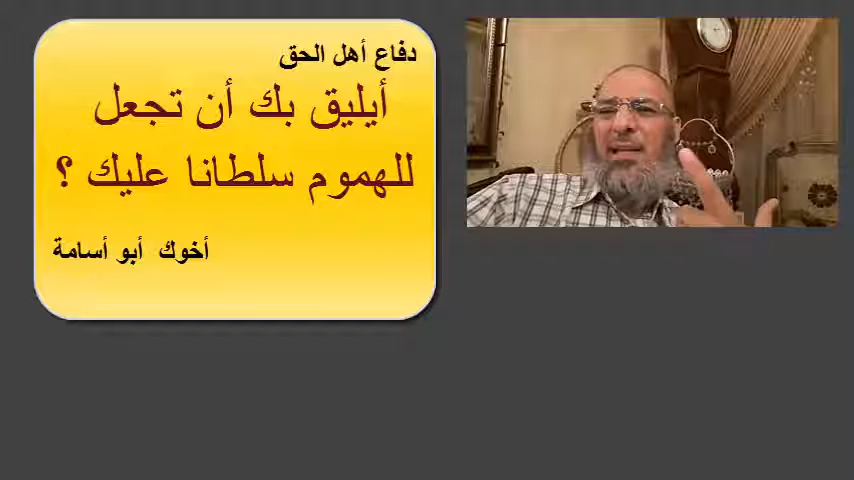 دفاع أهل الحق
أيليق بك أن تجعل
للهموم سلطانا عليك ؟
أخوك أبو أسامة